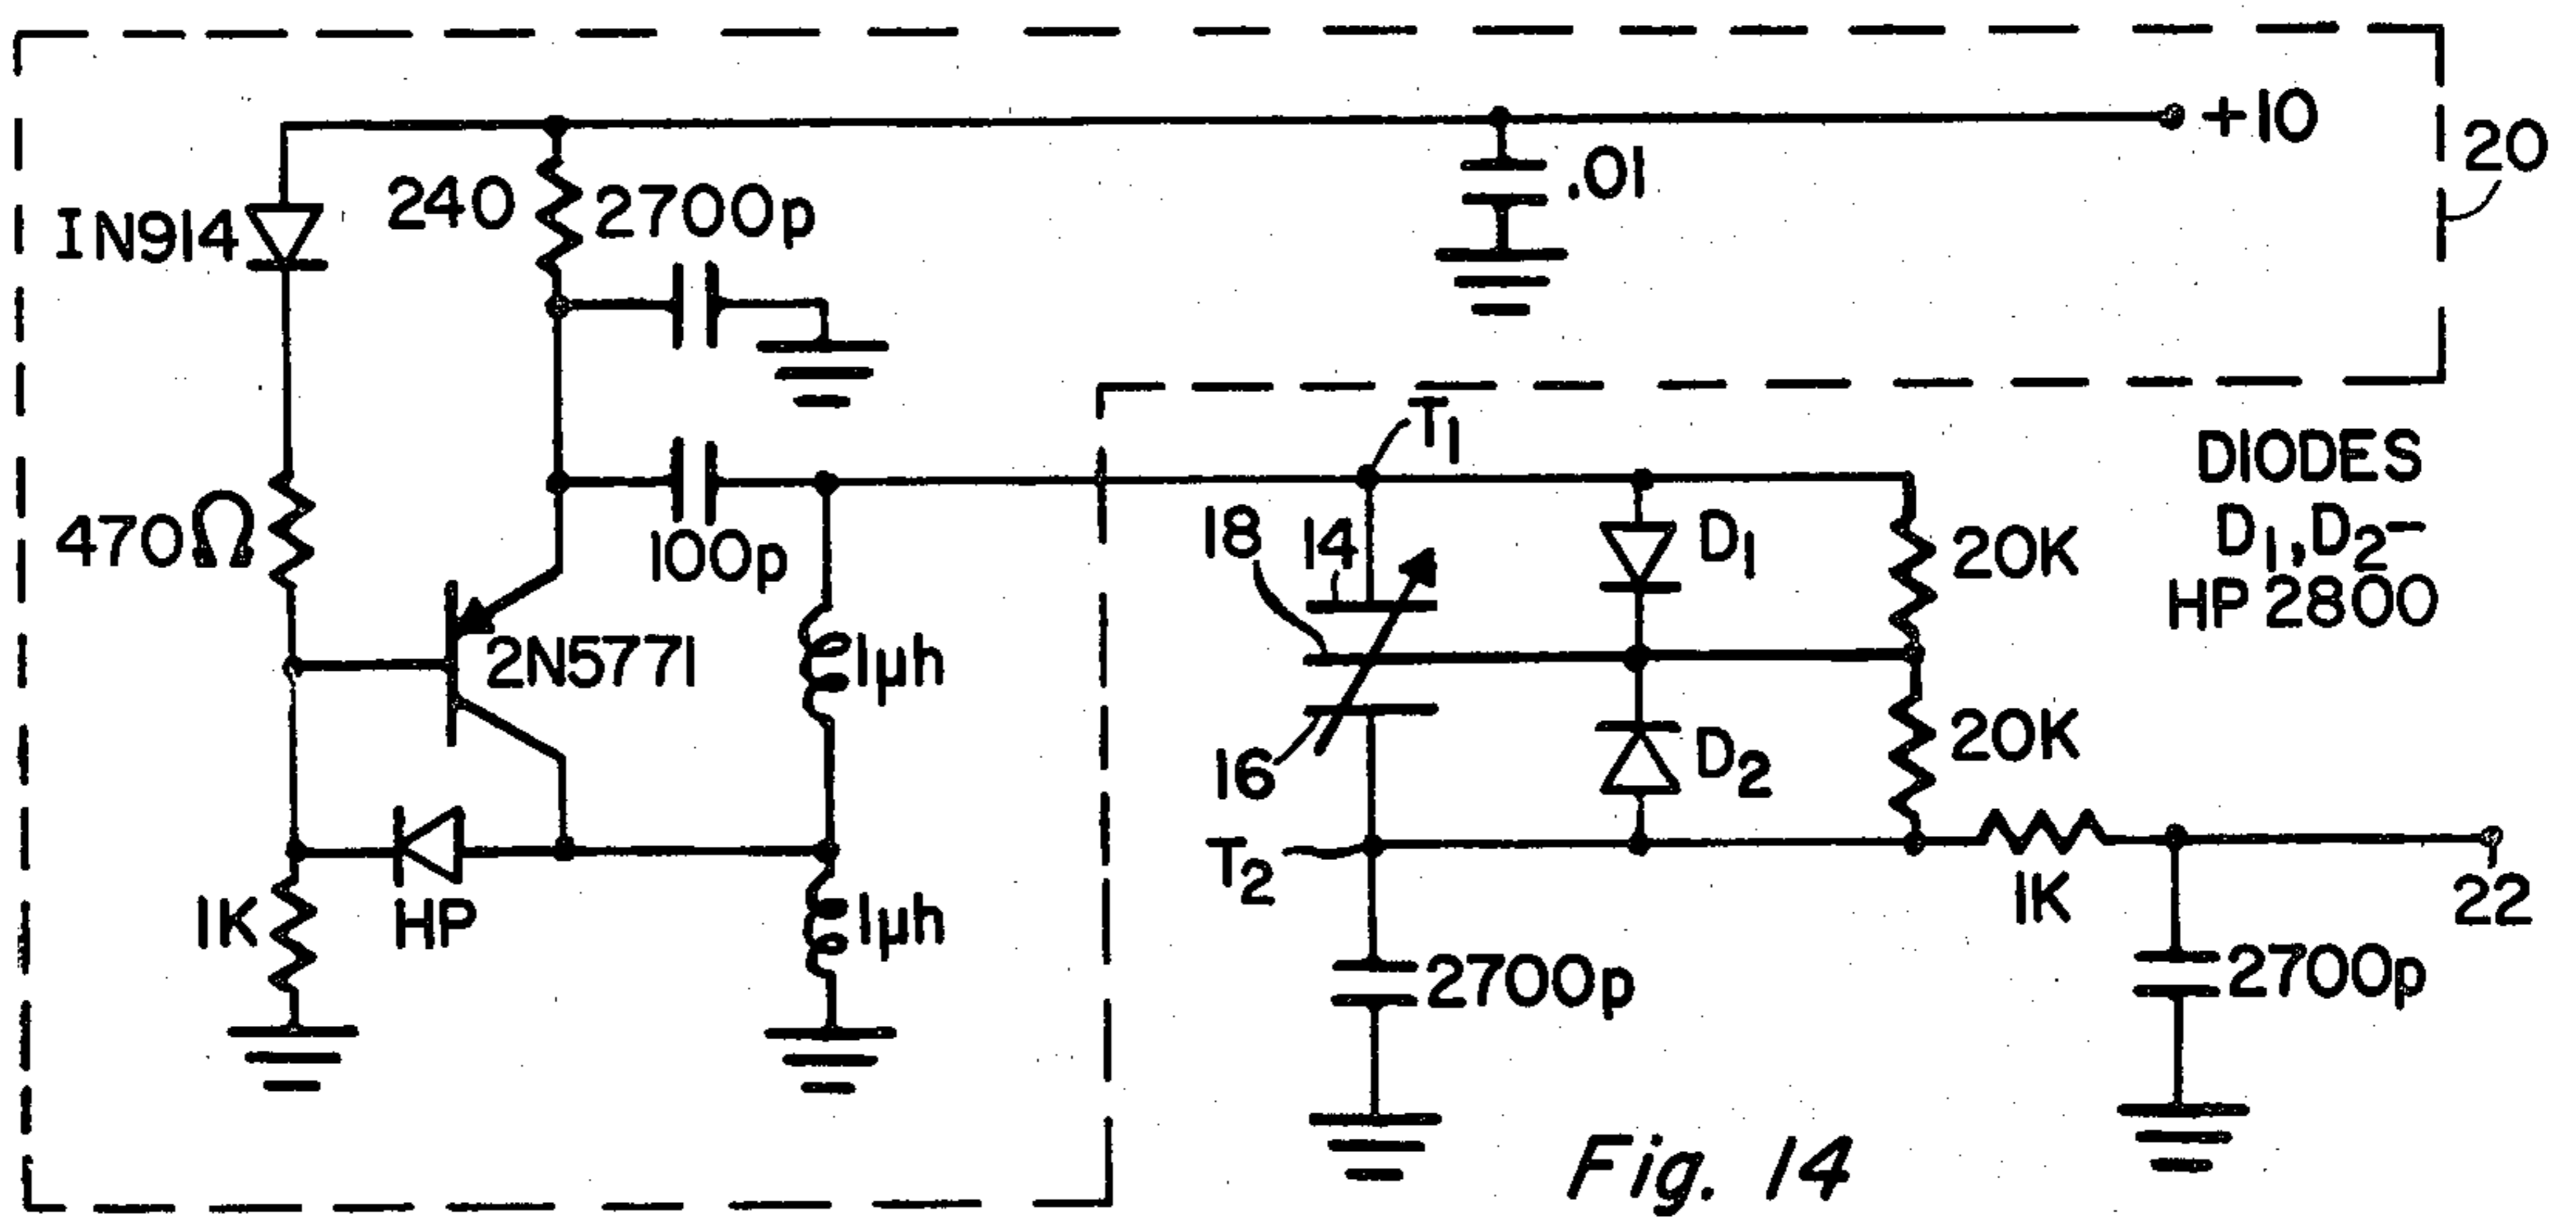 +10
20
.01
IN914
240
2700p
T1
DIODES
D1,D2-
HP 2800
470Ω
100p
18
14
D1
20K
2N5771
1μh
16
D2
20K
T2
1K
HP
1μh
1K
22
2700p
2700p
Fig. 14